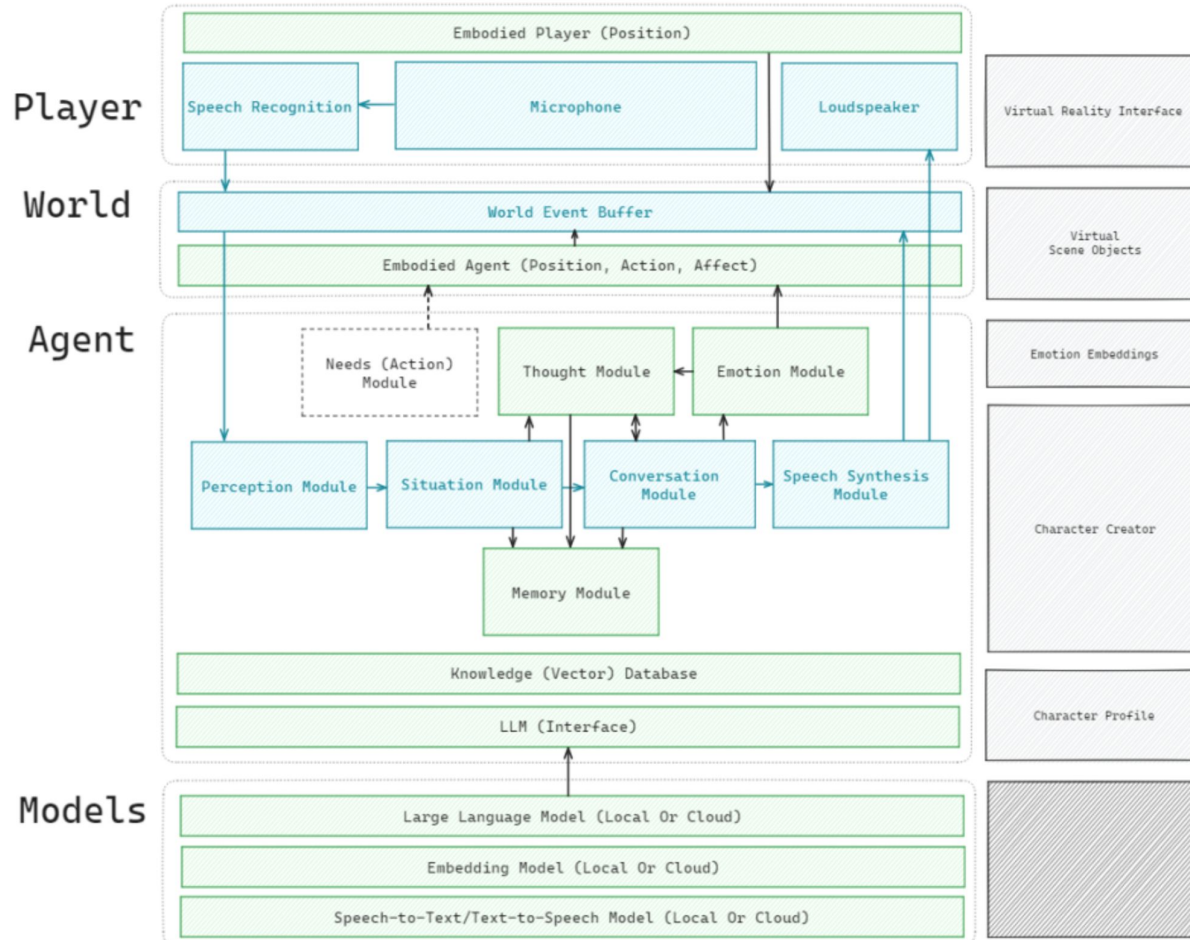 Embodied Player (Position)
Player
Speech Recognition
Microphone
Loudspeaker
Virtual Reality Interface
World
World Event Buffer
Embodied Agent (Position, Action, Affect)
Virtual
Scene Objects
Agent
Needs (Action)
Module
Thought Module
Emotion Module
Emotion Embeddings
Perception Module
Situation Module
Conversation
Module
Speech Synthesis
Module
Character Creator
Memory Module
Knowledge (Vector) Database
LLM (Interface)
Character Profile
Models
Large Language Model (Local Or Cloud)
Embedding Model (Local Or Cloud)
Speech-to-Text/Text-to-Speech Model (Local Or Cloud)